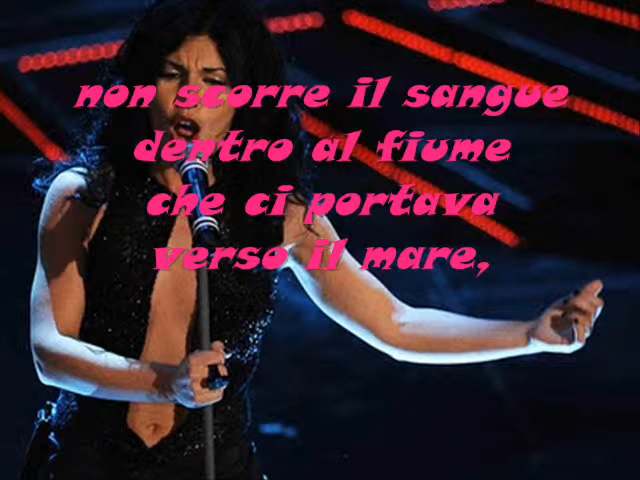 non scorre il sangue
dentro al fiume
che ci portava
verso il mare,